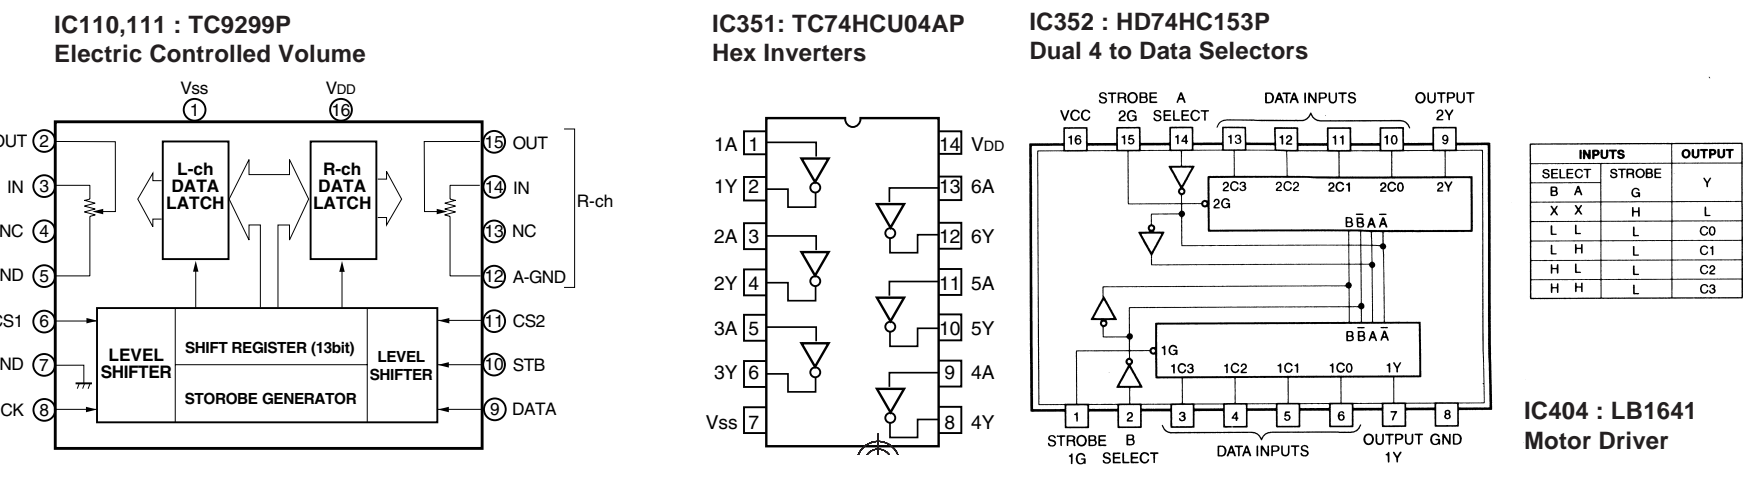 IC110,111 : TC9299P
Electric Controlled Volume
VSS
1
VDD
16
OUT 2
15 OUT
IN 3
14 IN
R-ch
NC 4
13 NC
ND 5
12 A-GND
L-ch
DATA
LATCH
R-ch
DATA
LATCH
CS1 6
11 CS2
ND 7
10 STB
CK 8
9 DATA
LEVEL
SHIFTER
SHIFT REGISTER (13bit)
STOROBE GENERATOR
LEVEL
SHIFTER
IC351: TC74HCU04AP
Hex Inverters
1A 1
14 VDD
1Y 2
13 6A
2A 3
12 6Y
2Y 4
11 5A
3A 5
10 5Y
3Y 6
9 4A
Vss 7
8 4Y
IC352 : HD74HC153P
Dual 4 to Data Selectors
VCC
STROBE
2G
A
SELECT
DATA INPUTS
OUTPUT
2Y
16 15 14 13 12 11 10 9
2C3 2C2 2C1 2C0 2Y
2G
B B A A
B B A A
1G
1C3 1C2 1C1 1C0 1Y
1 2 3 4 5 6 7 8
STROBE
1G
B
SELECT
DATA INPUTS
OUTPUT
1Y
GND
INPUTS OUTPUT
SELECT STROBE Y
B A G
X X H L
L L L C0
L H L C1
H L L C2
H H L C3
IC404 : LB1641
Motor Driver